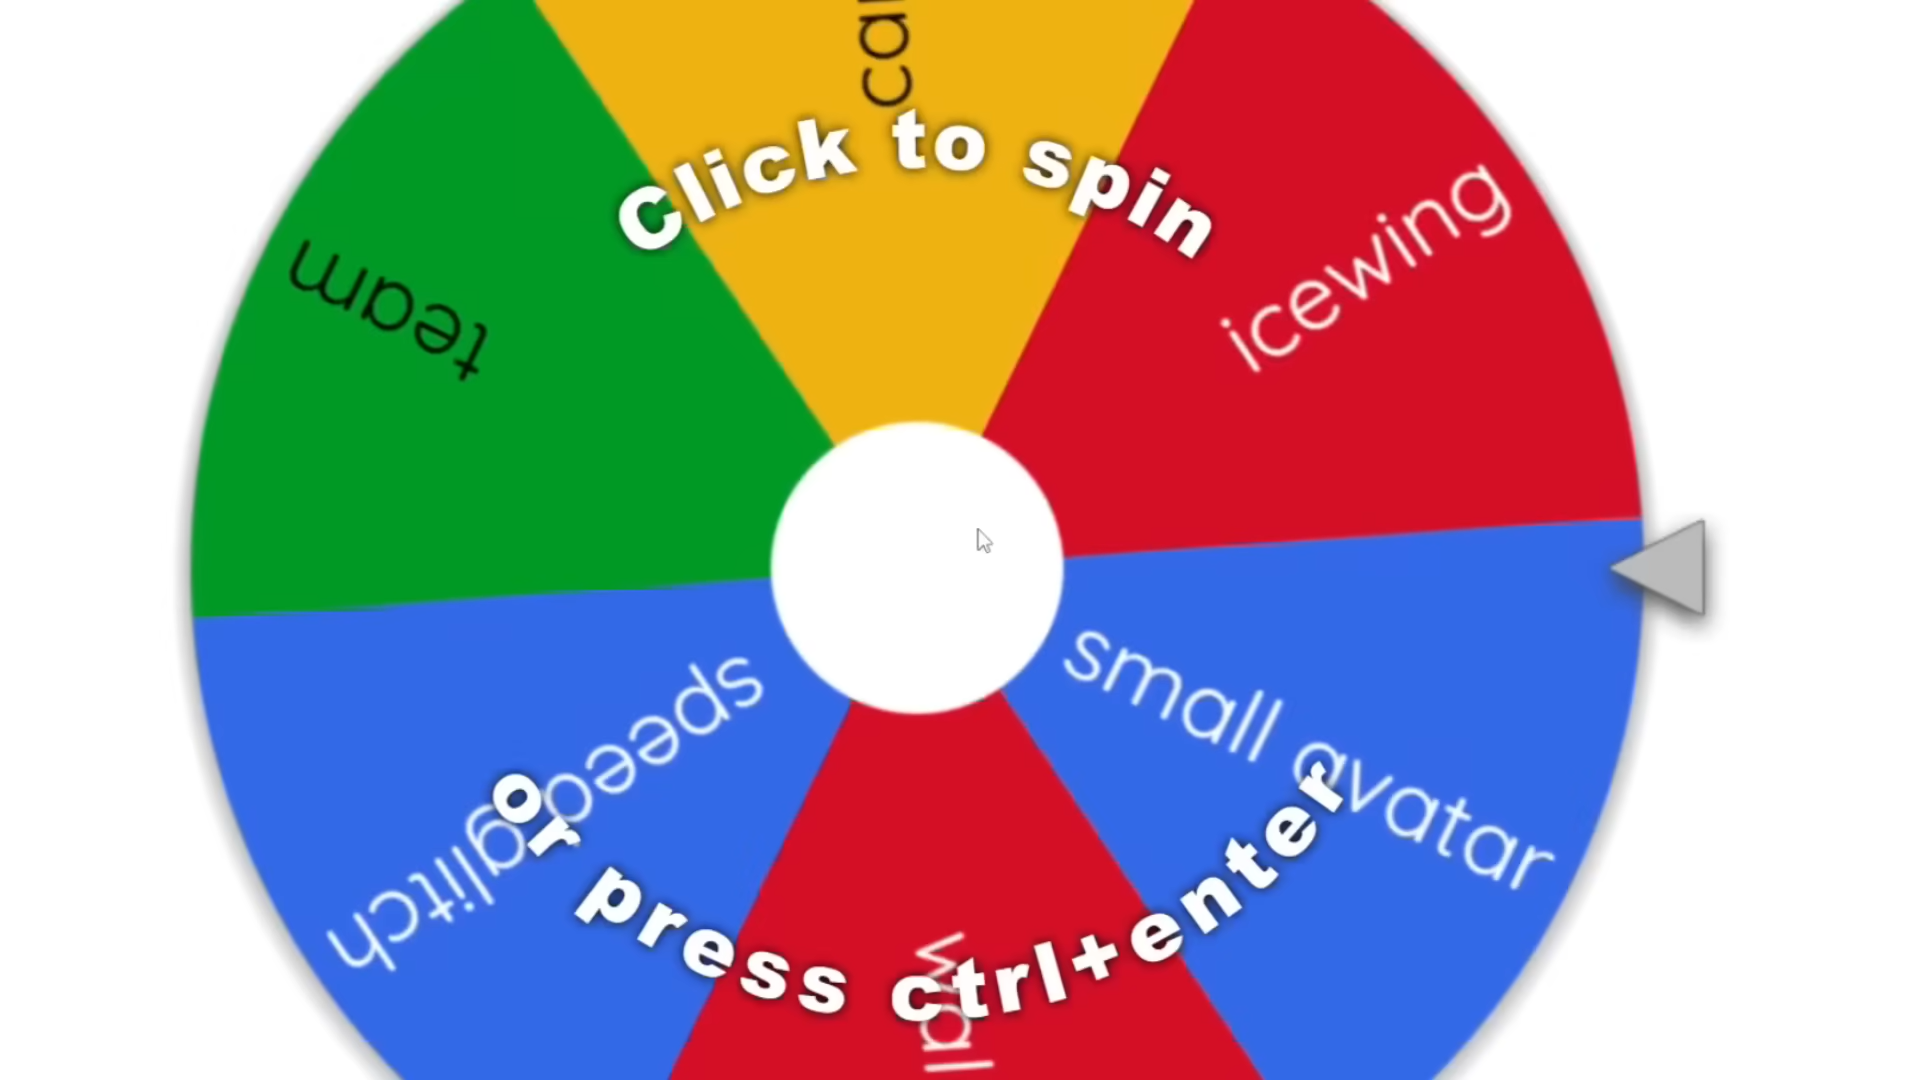 Click to spin
icewing
team
small avatar
speed glitch
or press ctrl+enter